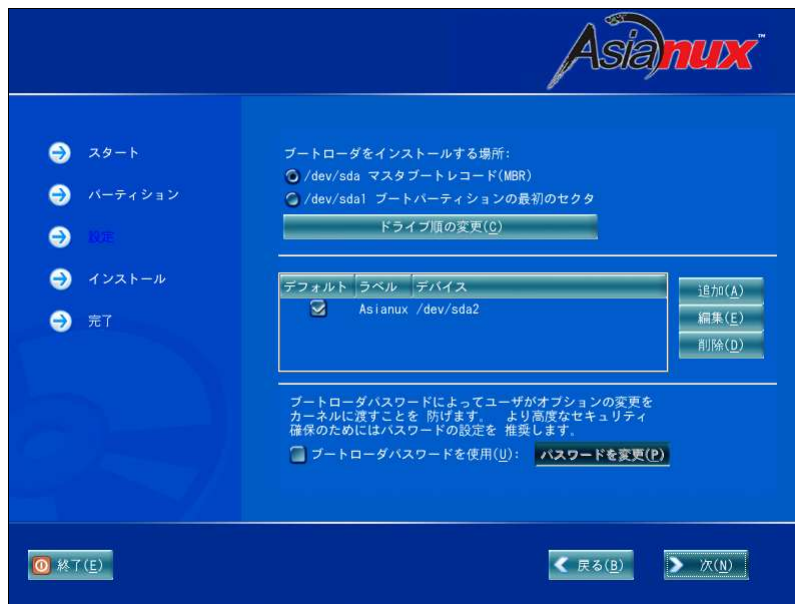 Asianux™
スタート
パーティション
設定
インストール
完了
ブートローダをインストールする場所:
/dev/sda マスタブートレコード(MBR)
/dev/sda1 ブートパーティションの最初のセクタ
ドライブ順の変更(C)
デフォルト ラベル デバイス
Asianux /dev/sda2
追加(A)
編集(E)
削除(D)
ブートローダパスワードによってユーザがオプションの変更を
カーネルに渡すことを 防げます。 より高度なセキュリティ
確保のためにはパスワードの設定を 推奨します。
ブートローダパスワードを使用(U): パスワードを変更(P)
終了(E)
戻る(B)
次(N)